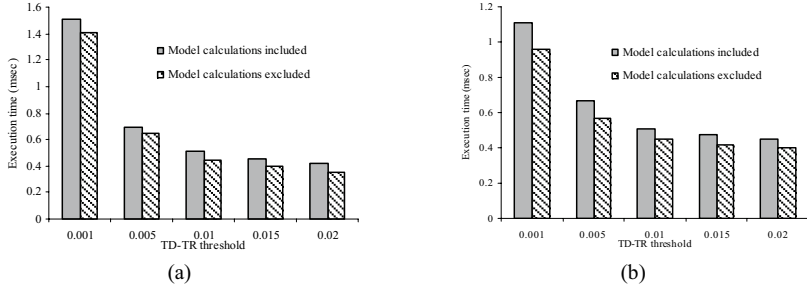 1.6
1.4
1.2
1
0.8
0.6
0.4
0.2
0
Execution time (msec)
Model calculations included
Model calculations excluded
0.001 0.005 0.01 0.015 0.02
TD-TR threshold
(a)
1.2
1
0.8
0.6
0.4
0.2
0
Execution time (msec)
Model calculations included
Model calculations excluded
0.001 0.005 0.01 0.015 0.02
TD-TR threshold
(b)